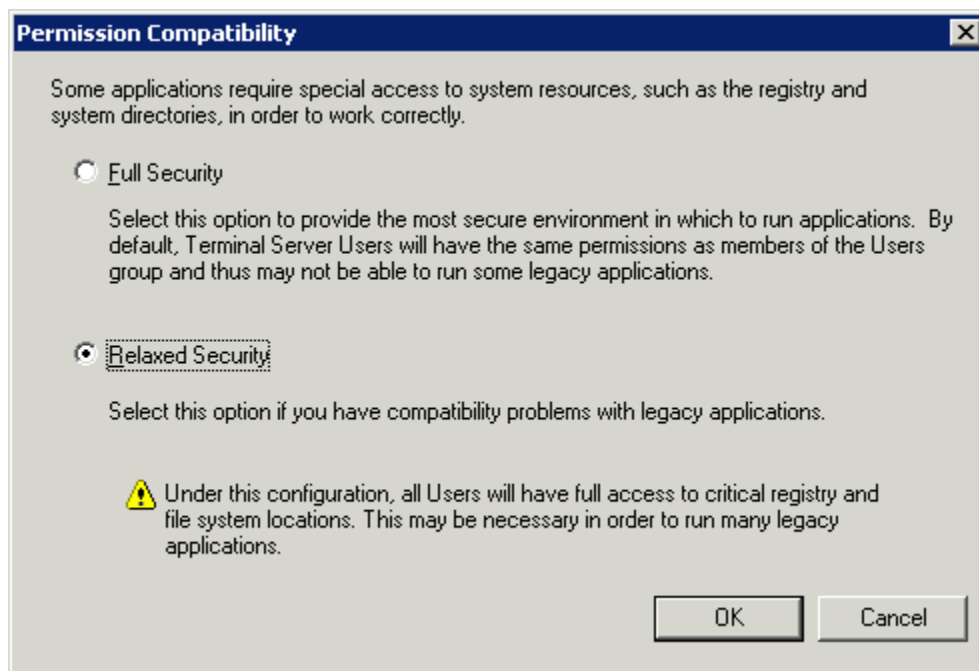 Permission Compatibility
Some applications require special access to system resources, such as the registry and
system directories, in order to work correctly.
Full Security
Select this option to provide the most secure environment in which to run applications.  By
default, Terminal Server Users will have the same permissions as members of the Users
group and thus may not be able to run some legacy applications.
Relaxed Security
Select this option if you have compatibility problems with legacy applications.
Under this configuration, all Users will have full access to critical registry and
file system locations. This may be necessary in order to run many legacy
applications.
OK
Cancel